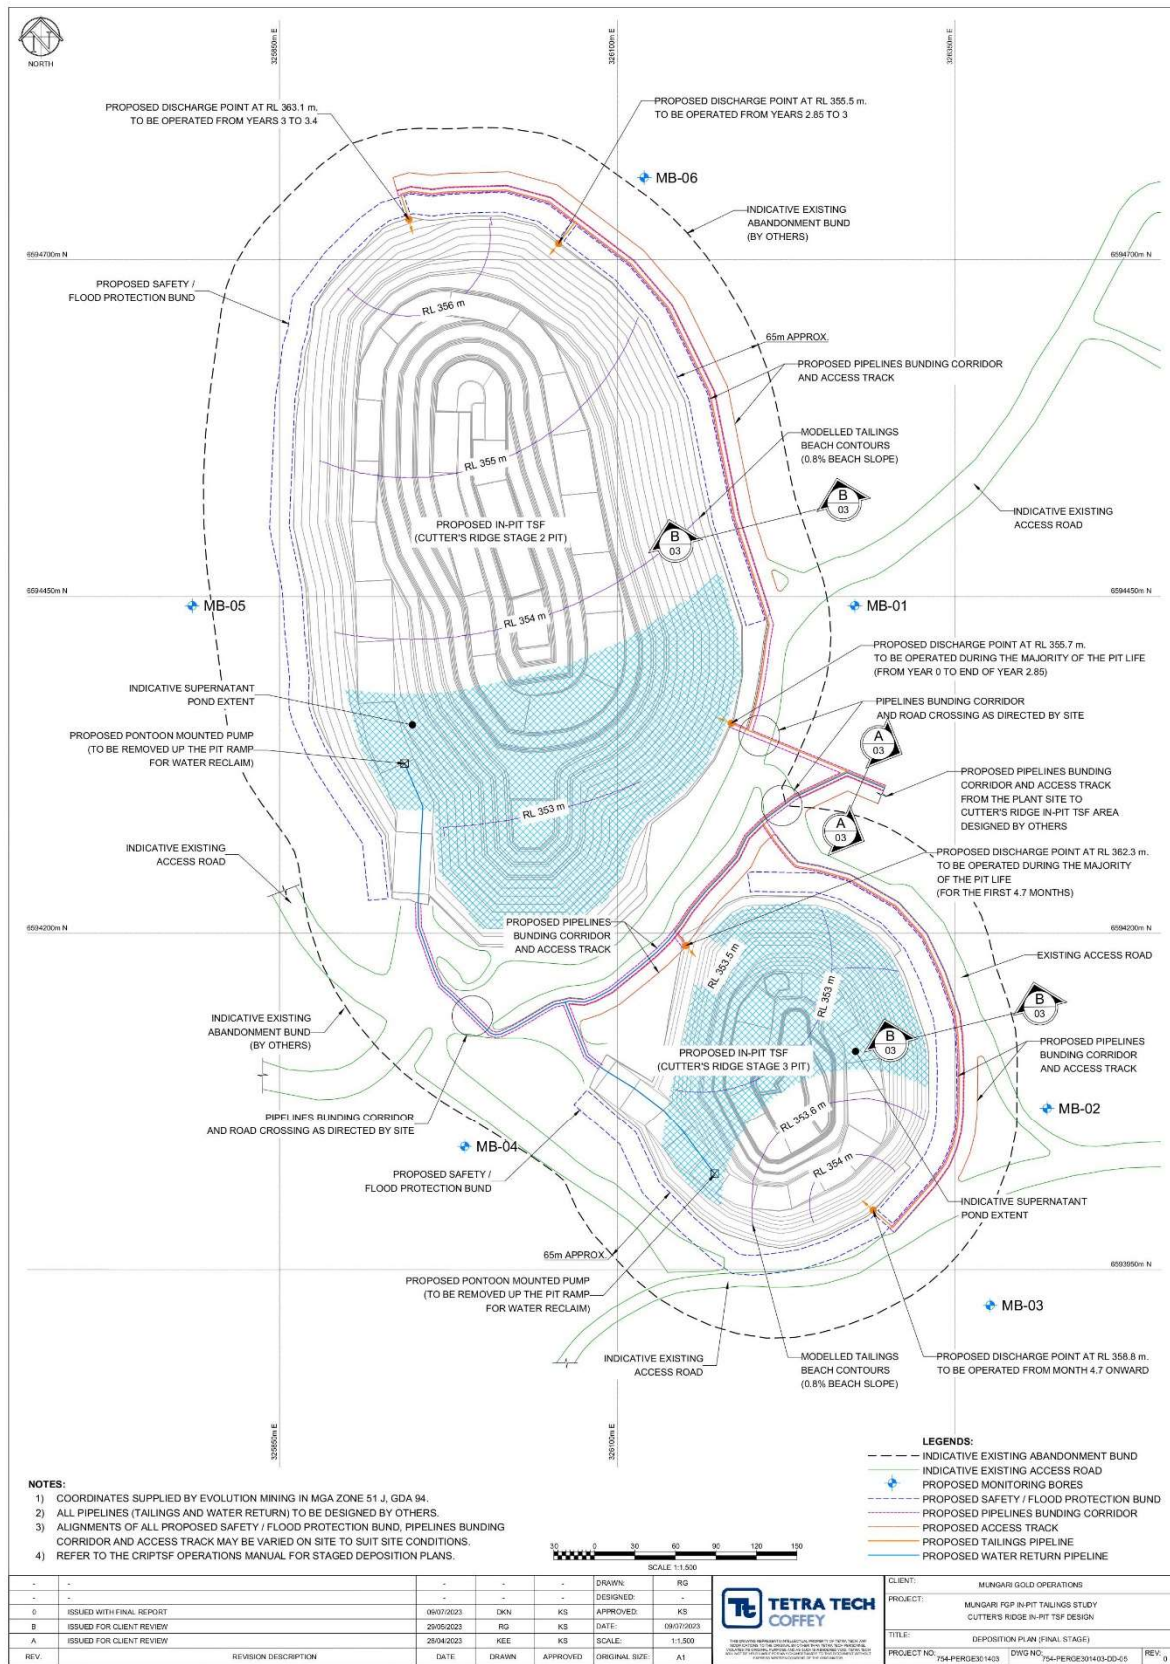 NORTH
325850m E
326100m E
326350m E
PROPOSED DISCHARGE POINT AT RL 363.1 m.
TO BE OPERATED FROM YEARS 3 TO 3.4
PROPOSED DISCHARGE POINT AT RL 355.5 m.
TO BE OPERATED FROM YEARS 2.85 TO 3
MB-06
INDICATIVE EXISTING
ABANDONMENT BUND
(BY OTHERS)
6594700m N
6594700m N
PROPOSED SAFETY /
FLOOD PROTECTION BUND
RL 356 m
65m APPROX.
PROPOSED PIPELINES BUNDING CORRIDOR
AND ACCESS TRACK
MODELLED TAILINGS
BEACH CONTOURS
(0.8% BEACH SLOPE)
RL 355 m
B
03
INDICATIVE EXISTING
ACCESS ROAD
PROPOSED IN-PIT TSF
(CUTTER'S RIDGE STAGE 2 PIT)
B
03
6594450m N
6594450m N
MB-05
MB-01
RL 354 m
PROPOSED DISCHARGE POINT AT RL 355.7 m.
TO BE OPERATED DURING THE MAJORITY OF THE PIT LIFE
(FROM YEAR 0 TO END OF YEAR 2.85)
INDICATIVE SUPERNATANT
POND EXTENT
PIPELINES BUNDING CORRIDOR
AND ROAD CROSSING AS DIRECTED BY SITE
PROPOSED PONTOON MOUNTED PUMP
(TO BE REMOVED UP THE PIT RAMP
FOR WATER RECLAIM)
A
03
PROPOSED PIPELINES BUNDING
CORRIDOR AND ACCESS TRACK
FROM THE PLANT SITE TO
CUTTER'S RIDGE IN-PIT TSF AREA
DESIGNED BY OTHERS
RL 353 m
A
03
INDICATIVE EXISTING
ACCESS ROAD
PROPOSED DISCHARGE POINT AT RL 362.3 m.
TO BE OPERATED DURING THE MAJORITY
OF THE PIT LIFE
(FOR THE FIRST 4.7 MONTHS)
PROPOSED PIPELINES
BUNDING CORRIDOR
AND ACCESS TRACK
6594200m N
6594200m N
RL 353.5 m
RL 353 m
EXISTING ACCESS ROAD
INDICATIVE EXISTING
ABANDONMENT BUND
(BY OTHERS)
B
03
B
03
PROPOSED PIPELINES
BUNDING CORRIDOR
AND ACCESS TRACK
PROPOSED IN-PIT TSF
(CUTTER'S RIDGE STAGE 3 PIT)
PIPELINES BUNDING CORRIDOR
AND ROAD CROSSING AS DIRECTED BY SITE
RL 353.6 m
MB-02
MB-04
RL 354 m
PROPOSED SAFETY /
FLOOD PROTECTION BUND
INDICATIVE SUPERNATANT
POND EXTENT
65m APPROX.
6593950m N
PROPOSED PONTOON MOUNTED PUMP
(TO BE REMOVED UP THE PIT RAMP
FOR WATER RECLAIM)
MB-03
INDICATIVE EXISTING
ACCESS ROAD
MODELLED TAILINGS
BEACH CONTOURS
(0.8% BEACH SLOPE)
PROPOSED DISCHARGE POINT AT RL 358.8 m.
TO BE OPERATED FROM MONTH 4.7 ONWARD
325850m E
326100m E
326350m E
LEGENDS:
INDICATIVE EXISTING ABANDONMENT BUND
INDICATIVE EXISTING ACCESS ROAD
PROPOSED MONITORING BORES
PROPOSED SAFETY / FLOOD PROTECTION BUND
PROPOSED PIPELINES BUNDING CORRIDOR
PROPOSED ACCESS TRACK
PROPOSED TAILINGS PIPELINE
PROPOSED WATER RETURN PIPELINE
NOTES:
1) COORDINATES SUPPLIED BY EVOLUTION MINING IN MGA ZONE 51 J, GDA 94.
2) ALL PIPELINES (TAILINGS AND WATER RETURN) TO BE DESIGNED BY OTHERS.
3) ALIGNMENTS OF ALL PROPOSED SAFETY / FLOOD PROTECTION BUND, PIPELINES BUNDING
CORRIDOR AND ACCESS TRACK MAY BE VARIED ON SITE TO SUIT SITE CONDITIONS.
4) REFER TO THE CRIPTSF OPERATIONS MANUAL FOR STAGED DEPOSITION PLANS.
30 0 30 60 90 120 150
SCALE 1:1,500
- - - - - DRAWN: RG
- - - - - DESIGNED: -
0 ISSUED WITH FINAL REPORT 09/07/2023 DKN KS APPROVED: KS
B ISSUED FOR CLIENT REVIEW 29/05/2023 RG KS DATE: 09/07/2023
A ISSUED FOR CLIENT REVIEW 28/04/2023 KEE KS SCALE: 1:1,500
REV. REVISION DESCRIPTION DATE DRAWN APPROVED ORIGINAL SIZE: A1
Tt TETRA TECH
COFFEY
CLIENT: MUNGARI GOLD OPERATIONS
PROJECT: MUNGARI FGP IN-PIT TAILINGS STUDY
CUTTER'S RIDGE IN-PIT TSF DESIGN
TITLE: DEPOSITION PLAN (FINAL STAGE)
PROJECT NO: 754-PERGE301403 DWG NO: 754-PERGE301403-DD-05 REV: 0